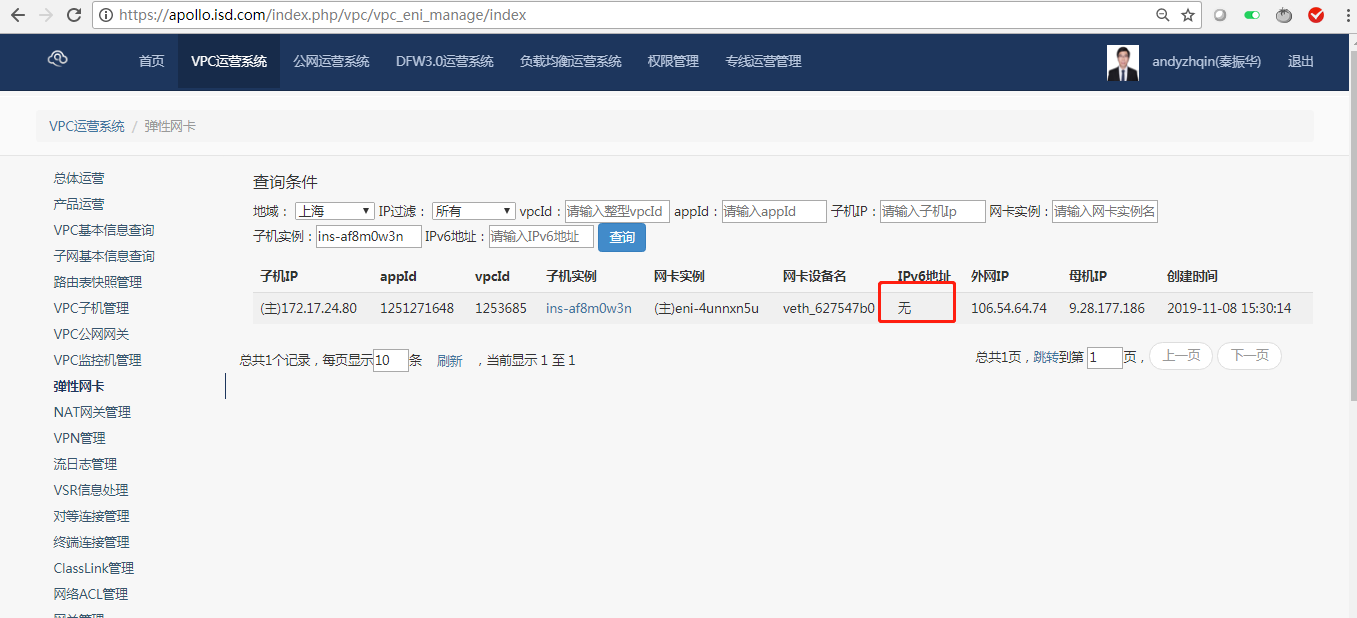 https://apollo.isd.com/index.php/vpc/vpc_eni_manage/index
首页 VPC运营系统 公网运营系统 DFW3.0运营系统 负载均衡运营系统 权限管理 专线运营管理 andyzhqin(秦振华) 退出
VPC运营系统 / 弹性网卡
总体运营
产品运营
VPC基本信息查询
子网基本信息查询
路由表快照管理
VPC子机管理
VPC公网网关
VPC监控机管理
弹性网卡
NAT网关管理
VPN管理
流日志管理
VSR信息处理
对等连接管理
终端连接管理
ClassLink管理
网络ACL管理
网关管理
查询条件
地域： 上海 IP过滤： 所有 vpcId： 请输入整型vpcId appId： 请输入appId 子机IP： 请输入子机Ip 网卡实例： 请输入网卡实例名
子机实例： ins-af8m0w3n IPv6地址： 请输入IPv6地址 查询
子机IP appId vpcId 子机实例 网卡实例 网卡设备名 IPv6地址 外网IP 母机IP 创建时间
(主)172.17.24.80 1251271648 1253685 ins-af8m0w3n (主)eni-4unnxn5u veth_627547b0 无 106.54.64.74 9.28.177.186 2019-11-08 15:30:14
总共1个记录，每页显示 10 条 刷新 ，当前显示 1 至 1 总共1页，跳转到第 1 页， 上一页 下一页